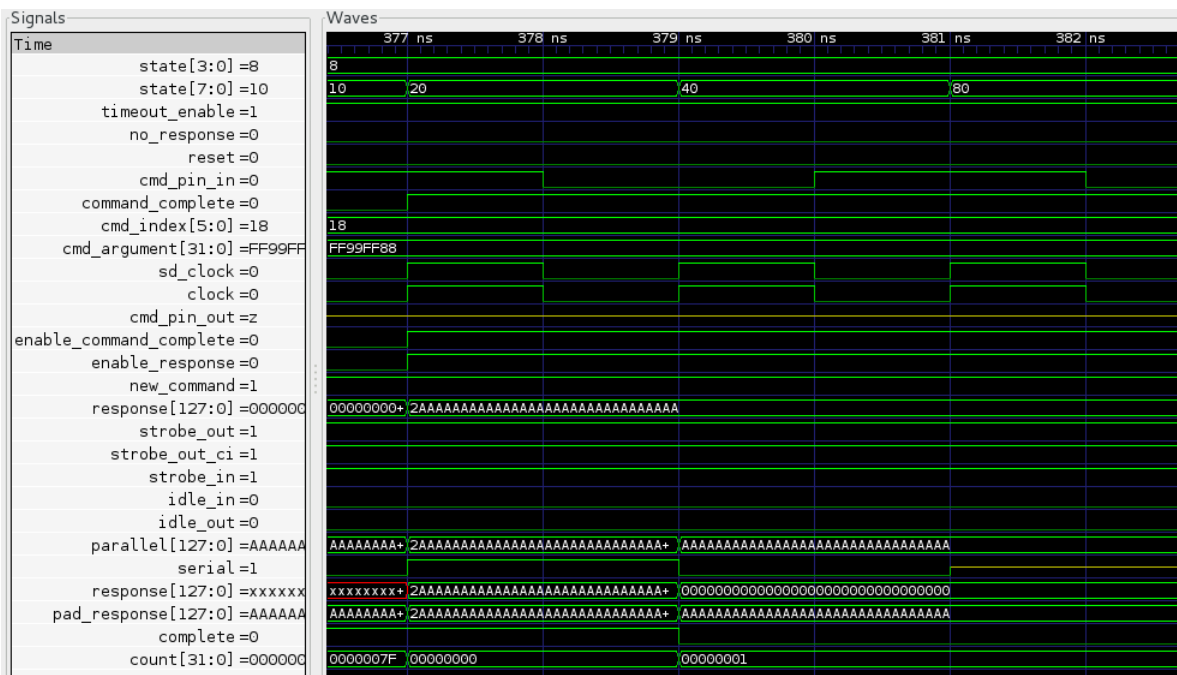 Signals Waves
Time 377 ns 378 ns 379 ns 380 ns 381 ns 382 ns
state[3:0] =8 8
state[7:0] =10 10 20 40 80
timeout_enable =1
no_response =0
reset =0
cmd_pin_in =0
command_complete =0
cmd_index[5:0] =18 18
cmd_argument[31:0] =FF99FF FF99FF88
sd_clock =0
clock =0
cmd_pin_out =z
enable_command_complete =0
enable_response =0
new_command =1
response[127:0] =000000 00000000+ 2AAAAAAAAAAAAAAAAAAAAAAAAAAAAAAA
strobe_out =1
strobe_out_ci =1
strobe_in =1
idle_in =0
idle_out =0
parallel[127:0] =AAAAAA AAAAAAAA+ 2AAAAAAAAAAAAAAAAAAAAAAAAAAAAA+ AAAAAAAAAAAAAAAAAAAAAAAAAAAAAAAA
serial =1
response[127:0] =xxxxxx xxxxxxxx+ 2AAAAAAAAAAAAAAAAAAAAAAAAAAAAA+ 00000000000000000000000000000000
pad_response[127:0] =AAAAAA AAAAAAAA+ 2AAAAAAAAAAAAAAAAAAAAAAAAAAAAA+ AAAAAAAAAAAAAAAAAAAAAAAAAAAAAAAA
complete =0
count[31:0] =000000 0000007F 00000000 00000001